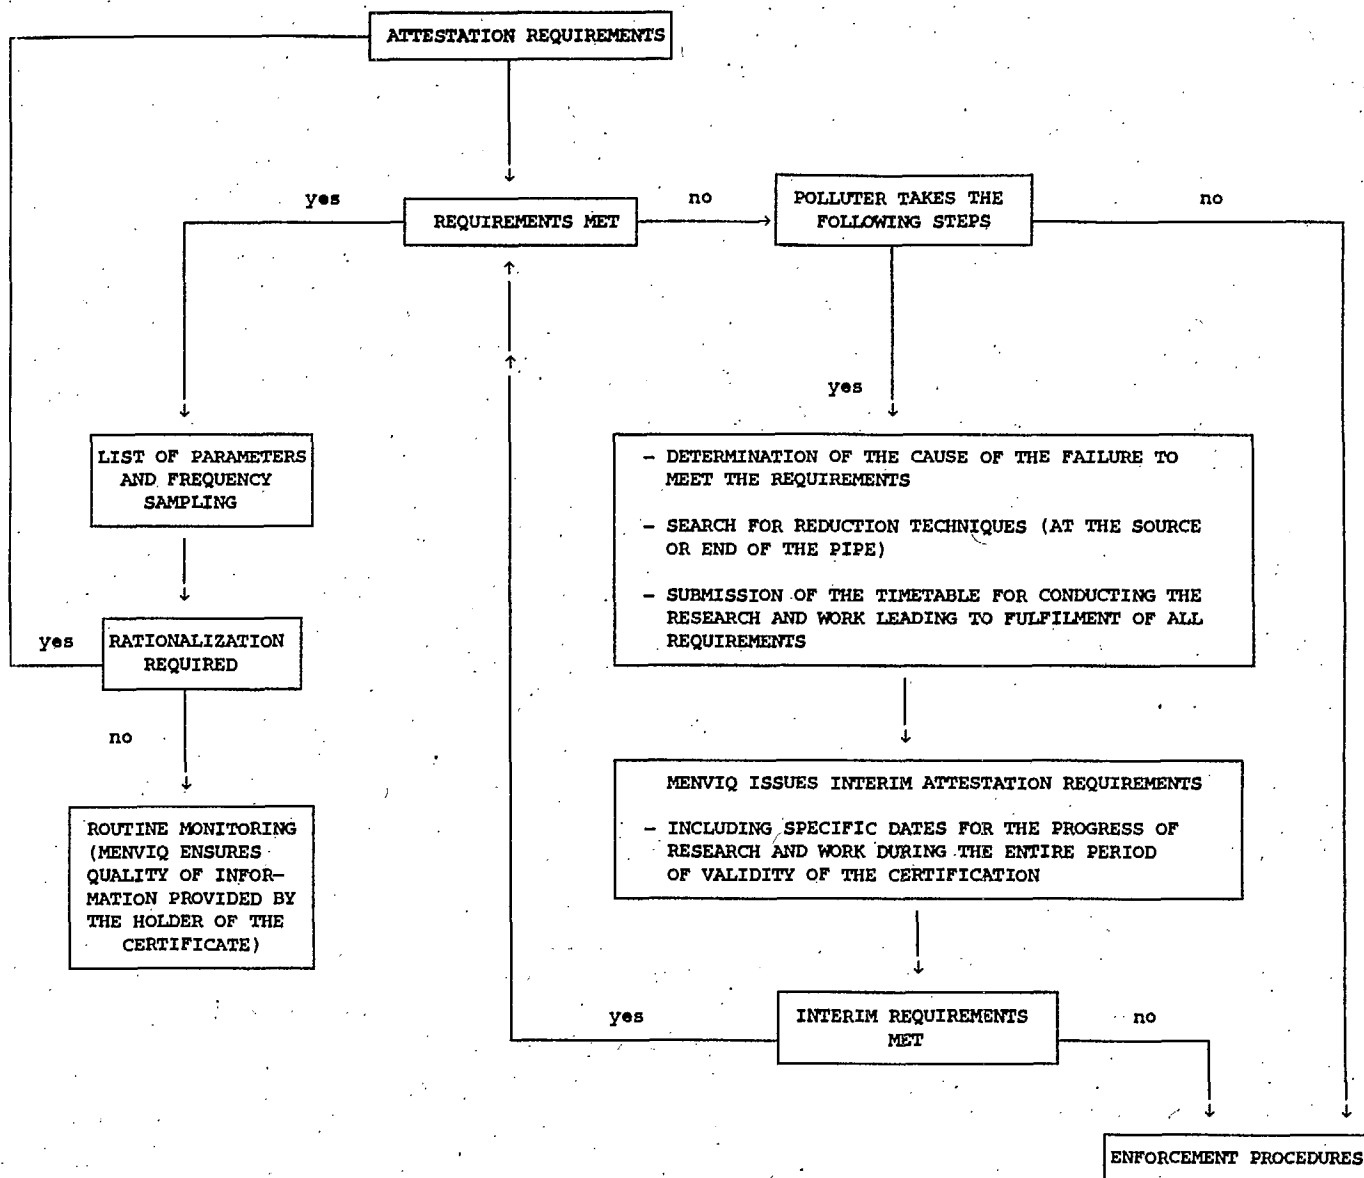 ATTESTATION REQUIREMENTS
yes
REQUIREMENTS MET
no
POLLUTER TAKES THE
FOLLOWING STEPS
no
yes
LIST OF PARAMETERS
AND FREQUENCY
SAMPLING
- DETERMINATION OF THE CAUSE OF THE FAILURE TO
MEET THE REQUIREMENTS
- SEARCH FOR REDUCTION TECHNIQUES (AT THE SOURCE
OR END OF THE PIPE)
- SUBMISSION OF THE TIMETABLE FOR CONDUCTING THE
RESEARCH AND WORK LEADING TO FULFILMENT OF ALL
REQUIREMENTS
yes
RATIONALIZATION
REQUIRED
no
MENVIQ ISSUES INTERIM ATTESTATION REQUIREMENTS
- INCLUDING SPECIFIC DATES FOR THE PROGRESS OF
RESEARCH AND WORK DURING THE ENTIRE PERIOD
OF VALIDITY OF THE CERTIFICATION
ROUTINE MONITORING
(MENVIQ ENSURES
QUALITY OF INFOR-
MATION PROVIDED BY
THE HOLDER OF THE
CERTIFICATE)
yes
INTERIM REQUIREMENTS
MET
no
ENFORCEMENT PROCEDURES